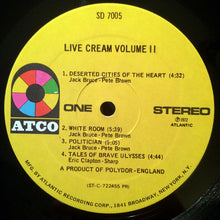 SD 7005
LIVE CREAM VOLUME II
1. DESERTED CITIES OF THE HEART (4:32)
Jack Bruce-Pete Brown
ATCO
ONE
STEREO
℗ 1972
ATLANTIC
2. WHITE ROOM (5:39)
Jack Bruce-Pete Brown
3. POLITICIAN (5:05)
Jack Bruce-Pete Brown
4. TALES OF BRAVE ULYSSES (4:44)
Eric Clapton-Sharp
A PRODUCT OF POLYDOR-ENGLAND
(ST-C-722455 PR)
MFG. BY ATLANTIC RECORDING CORP., 1841 BROADWAY, NEW YORK, N.Y.